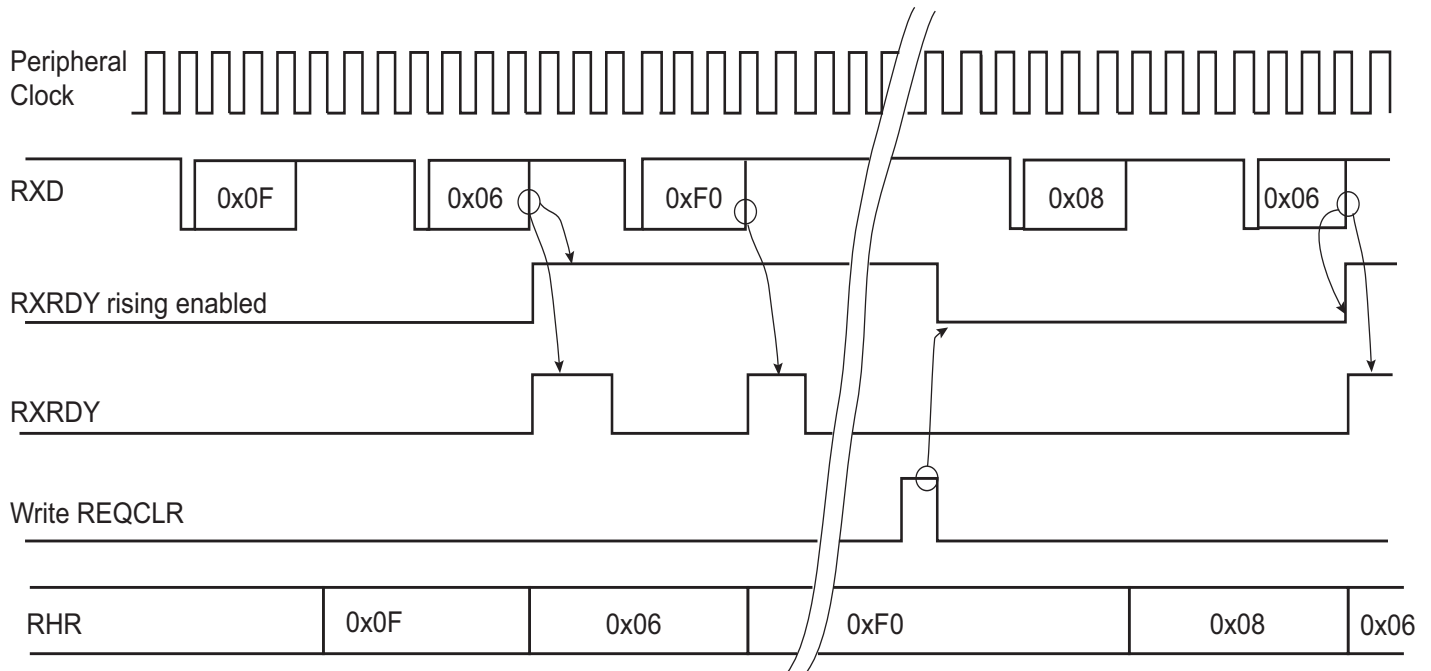 Peripheral
Clock
RXD
0x0F
0x06
0xF0
0x08
0x06
RXRDY rising enabled
RXRDY
Write REQCLR
RHR
0x0F
0x06
0xF0
0x08
0x06